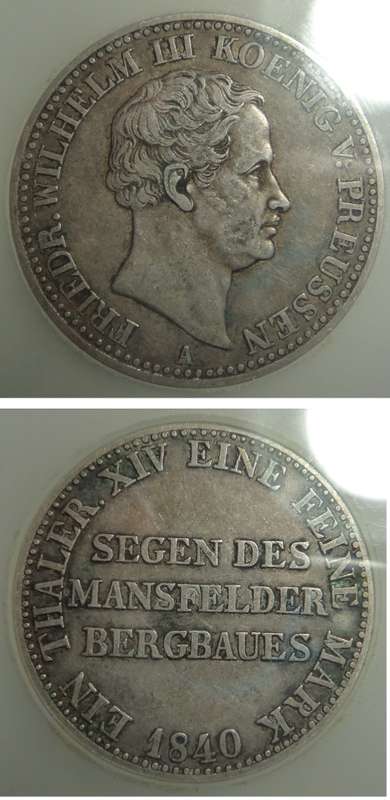 FRIEDR. WILHELM III KOENIG V. PREUSSEN
A
EIN THALER XIV EINE FEINE MARK
SEGEN DES
MANSFELDER
BERGBAUES
1840